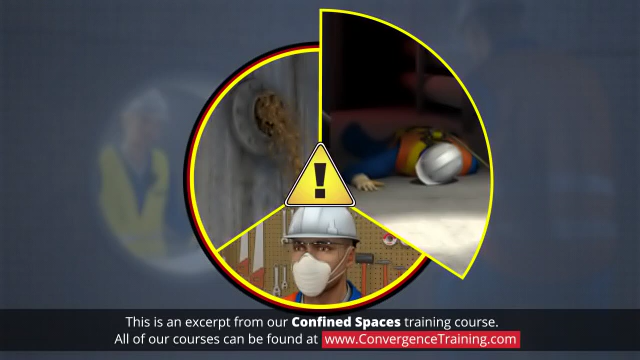 !
This is an excerpt from our Confined Spaces training course.
All of our courses can be found at www.ConvergenceTraining.com